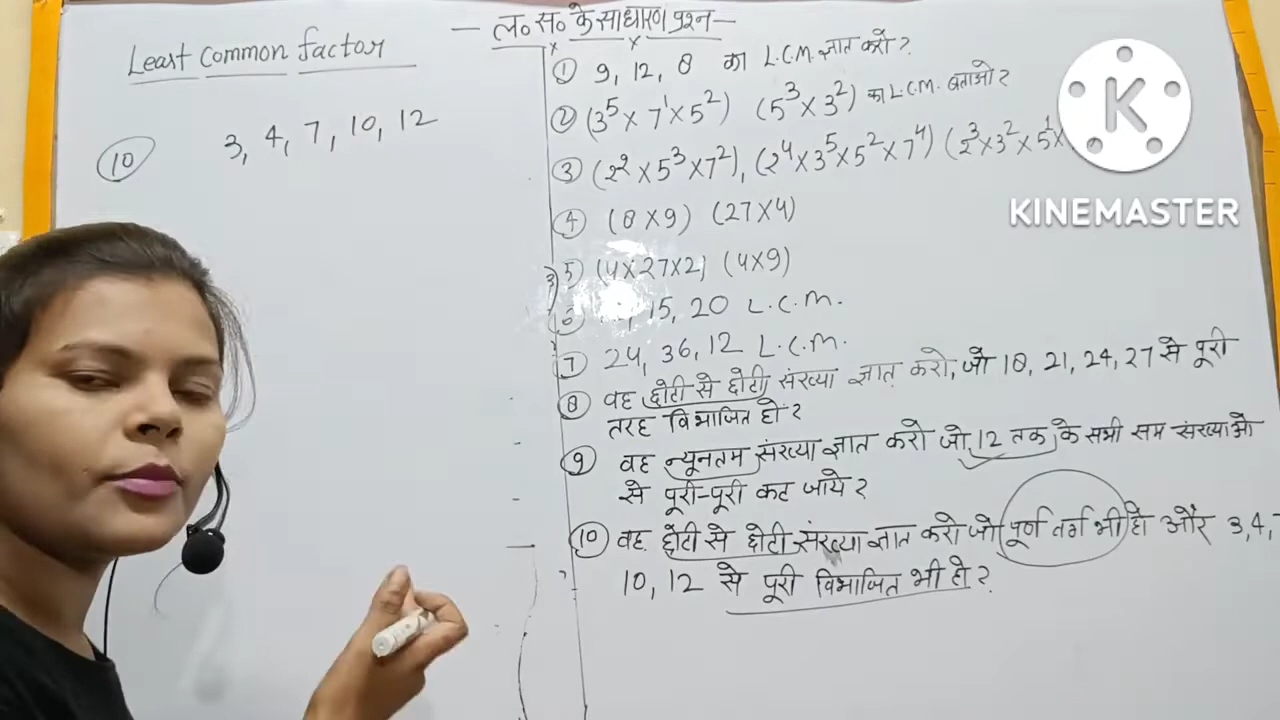 Least common factor
⑩ 3, 4, 7, 10, 12
— ल० स० के साधारण प्रश्न —
① 9, 12, 8 का L.C.M. ज्ञात करो ?
② (3⁵ × 7¹ × 5²) (5³ × 3²) का L.C.M. बताओ ?
③ (2² × 5³ × 7²), (2⁴ × 3⁵ × 5² × 7⁴) (2³ × 3² × 5¹ ×
④ (8 × 9) (27 × 4)
⑤ (4 × 27 × 2) (4 × 9)
⑥ 15, 20 L.C.M.
⑦ 24, 36, 12 L.C.M.
⑧ वह छोटी से छोटी संख्या ज्ञात करो, जो 18, 21, 24, 27 से पूरी
तरह विभाजित हो ?
⑨ वह न्यूनतम संख्या ज्ञात करो जो 12 तक के सभी सम संख्याओ
से पूरी-पूरी कट जाये ?
⑩ वह छोटी से छोटी संख्या ज्ञात करो जो पूर्ण वर्ग भी हो और 3, 4,
10, 12 से पूरी विभाजित भी हो ?
K
KINEMASTER